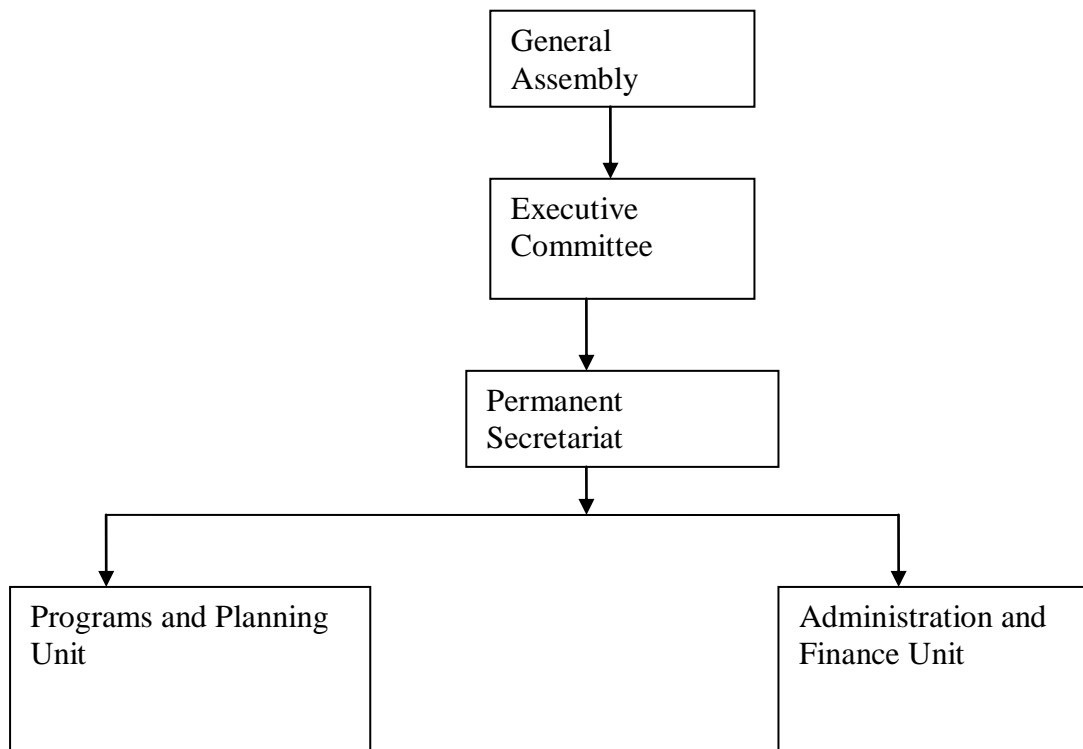 General
Assembly
Executive
Committee
Permanent
Secretariat
Programs and Planning
Unit
Administration and
Finance Unit